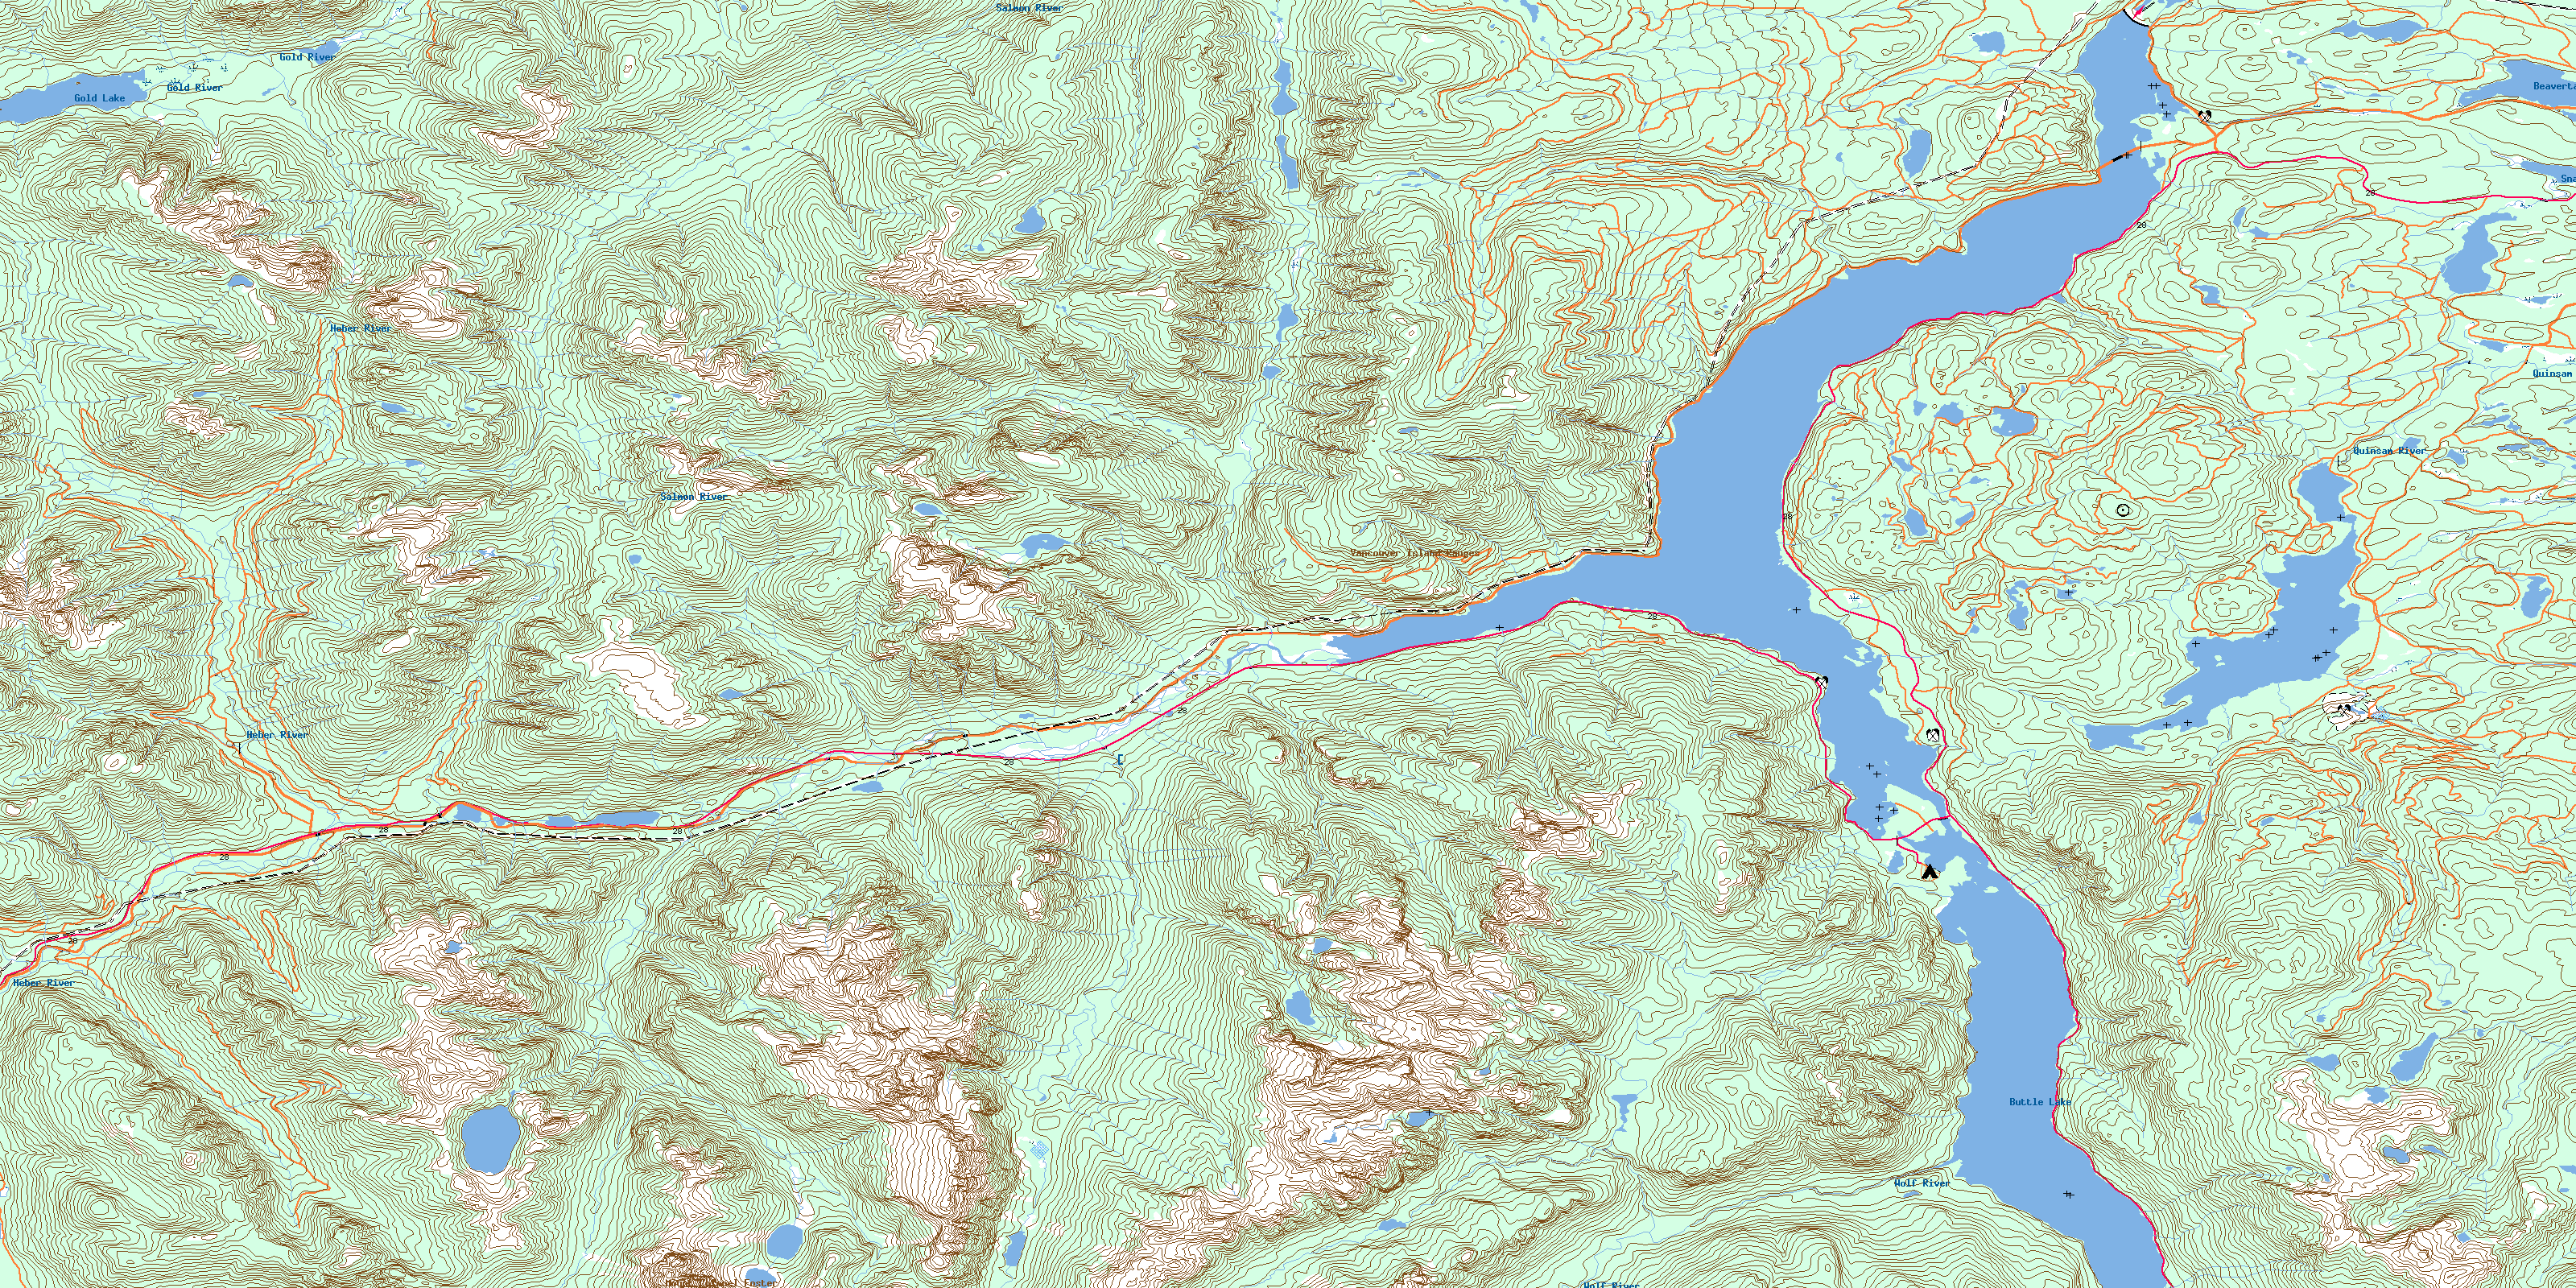 Salmon River
Gold River
Gold River
Gold Lake
28
28
Heber River
Quinsam
Quinsam River
Salmon River
28
Vancouver Island Ranges
28
28
Heber River
28
28
28
28
28
Heber River
Buttle Lake
Wolf River
Wolf River